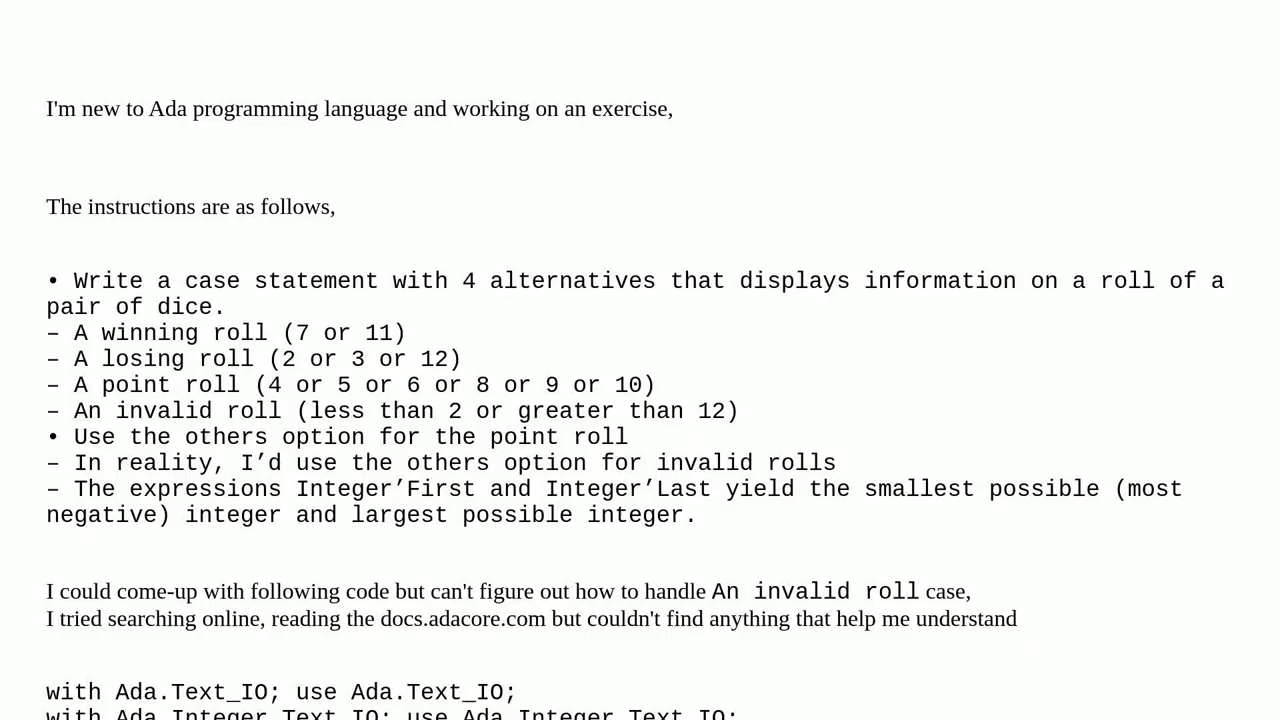 I'm new to Ada programming language and working on an exercise,
The instructions are as follows,
• Write a case statement with 4 alternatives that displays information on a roll of a
pair of dice.
– A winning roll (7 or 11)
– A losing roll (2 or 3 or 12)
– A point roll (4 or 5 or 6 or 8 or 9 or 10)
– An invalid roll (less than 2 or greater than 12)
• Use the others option for the point roll
– In reality, I’d use the others option for invalid rolls
– The expressions Integer’First and Integer’Last yield the smallest possible (most
negative) integer and largest possible integer.
I could come-up with following code but can't figure out how to handle An invalid roll case,
I tried searching online, reading the docs.adacore.com but couldn't find anything that help me understand
with Ada.Text_IO; use Ada.Text_IO;
with Ada.Integer_Text_IO; use Ada.Integer_Text_IO;